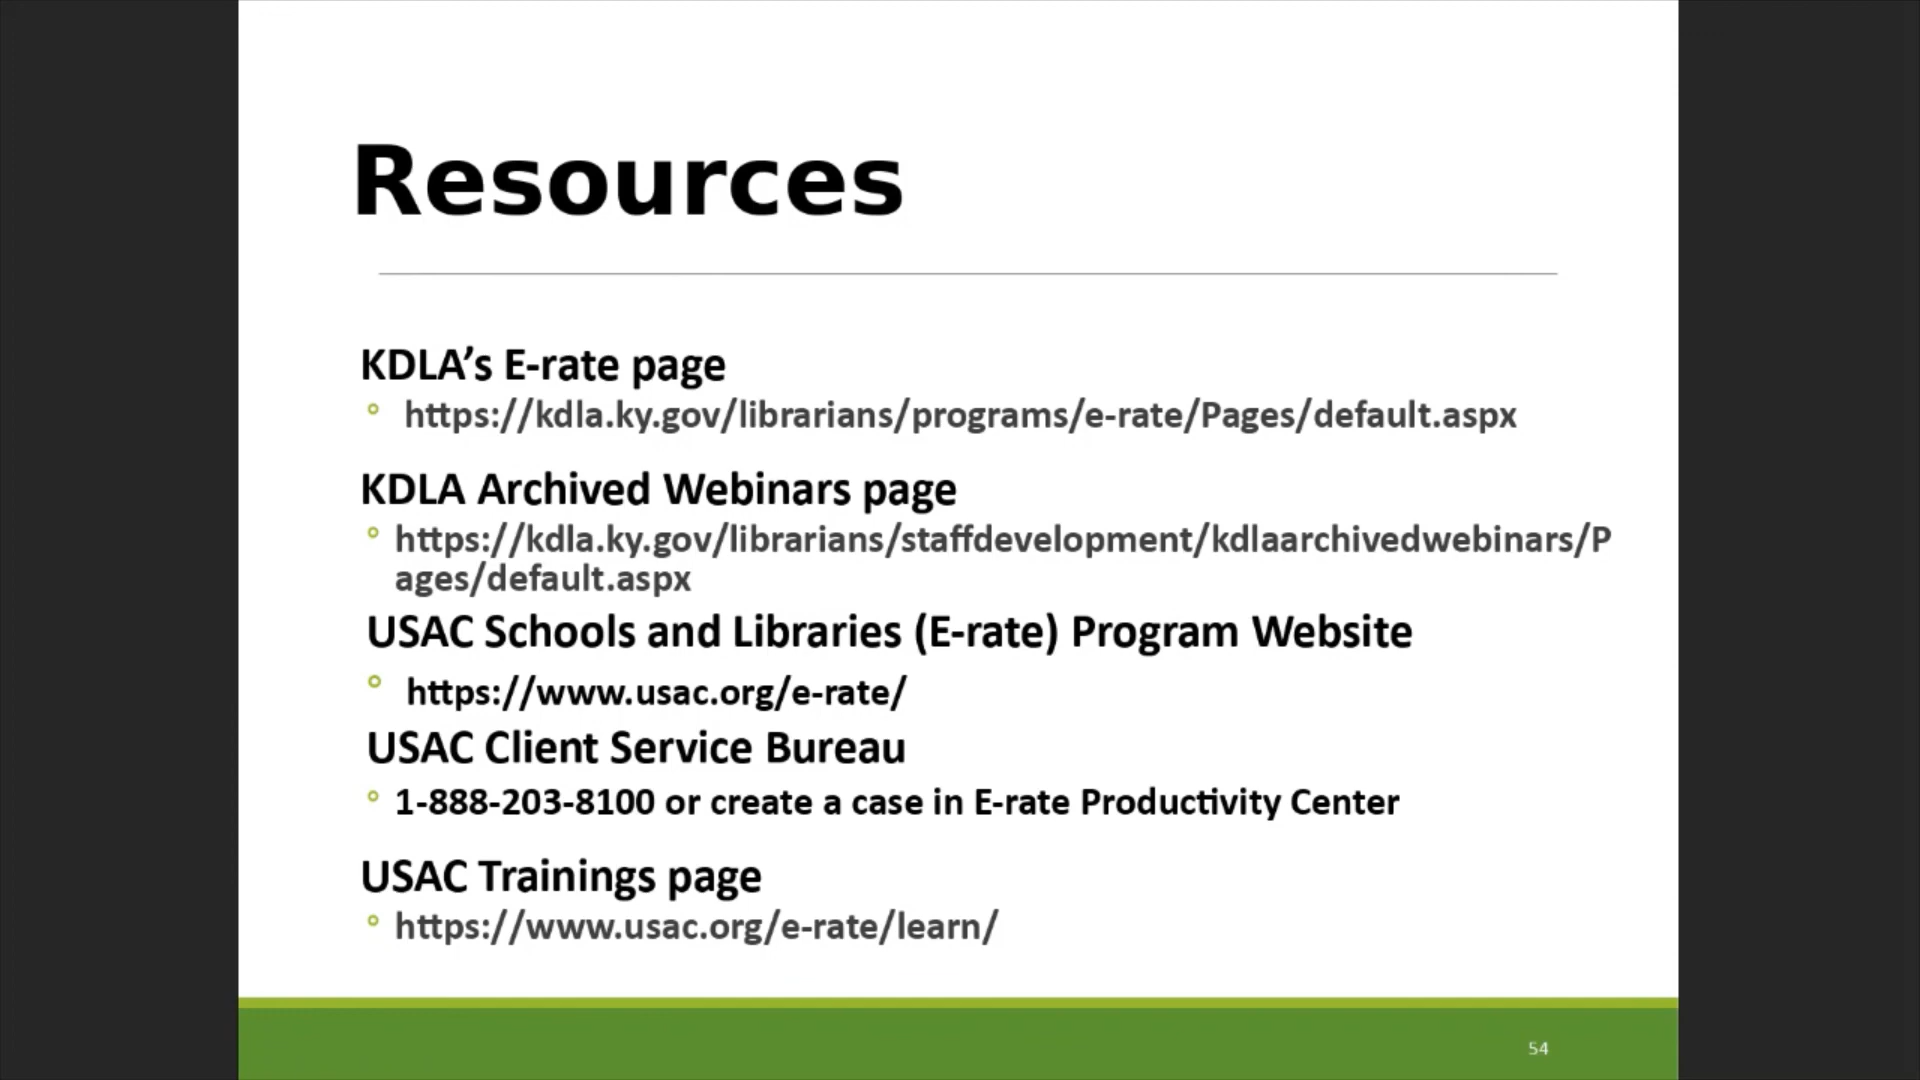 Resources
KDLA’s E-rate page
https://kdla.ky.gov/librarians/programs/e-rate/Pages/default.aspx
KDLA Archived Webinars page
https://kdla.ky.gov/librarians/staffdevelopment/kdlaarchivedwebinars/P
ages/default.aspx
USAC Schools and Libraries (E-rate) Program Website
https://www.usac.org/e-rate/
USAC Client Service Bureau
1-888-203-8100 or create a case in E-rate Productivity Center
USAC Trainings page
https://www.usac.org/e-rate/learn/
54